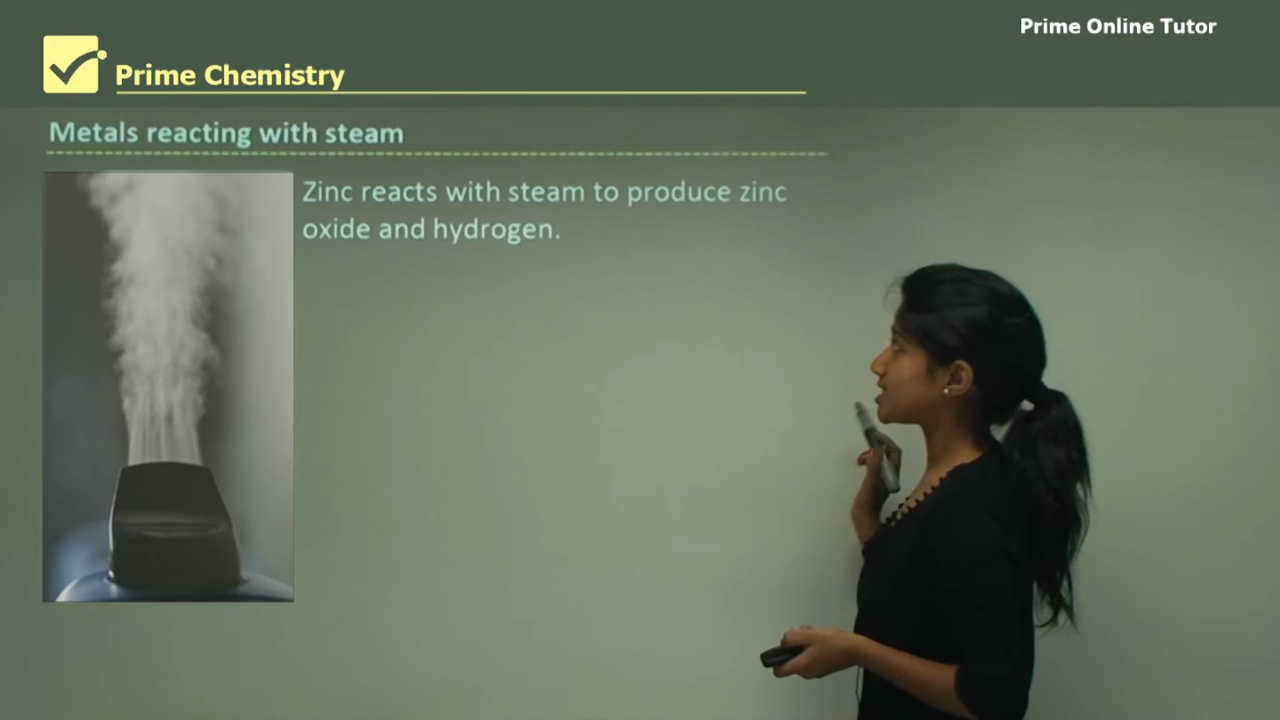 Prime Online Tutor
Prime Chemistry
Metals reacting with steam
Zinc reacts with steam to produce zinc
oxide and hydrogen.